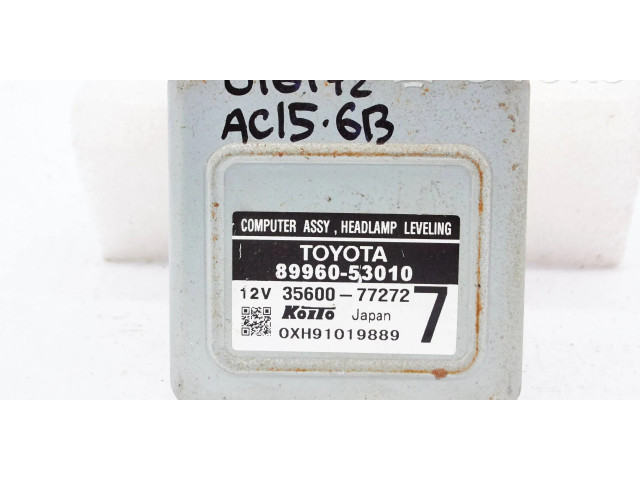 AC15.6B
COMPUTER ASSY, HEADLAMP LEVELING
TOYOTA
89960-53010
12V 35600-77272
7
KOITO Japan
0XH91019889